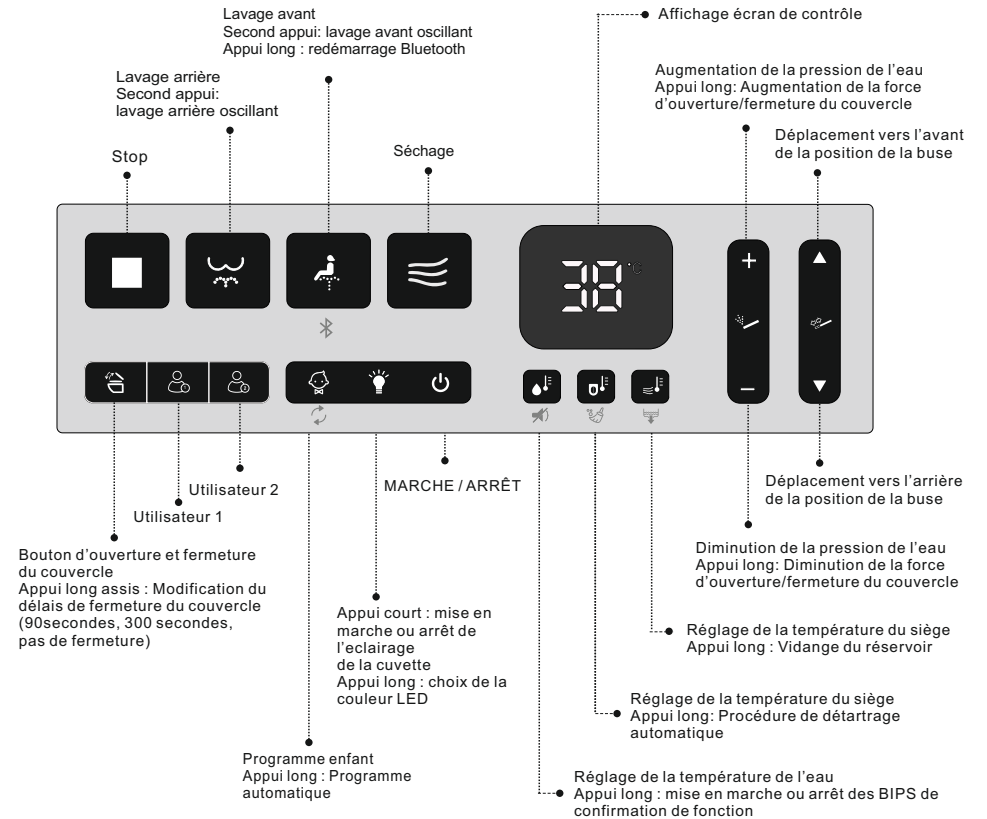 Lavage avant
Second appui: lavage avant oscillant
Appui long : redémarrage Bluetooth
Affichage écran de contrôle
Lavage arrière
Second appui:
lavage arrière oscillant
Augmentation de la pression de l'eau
Appui long: Augmentation de la force
d'ouverture/fermeture du couvercle
Déplacement vers l'avant
de la position de la buse
Stop
Séchage
38 °C
+
−
MARCHE / ARRÊT
Utilisateur 2
Utilisateur 1
Déplacement vers l'arrière
de la position de la buse
Bouton d'ouverture et fermeture
du couvercle
Appui long assis : Modification du
délais de fermeture du couvercle
(90secondes, 300 secondes,
pas de fermeture)
Diminution de la pression de l'eau
Appui long: Diminution de la force
d'ouverture/fermeture du couvercle
Appui court : mise en
marche ou arrêt de
l'eclairage
de la cuvette
Appui long : choix de la
couleur LED
Réglage de la température du siège
Appui long : Vidange du réservoir
Réglage de la température du siège
Appui long: Procédure de détartrage
automatique
Programme enfant
Appui long : Programme
automatique
Réglage de la température de l'eau
Appui long : mise en marche ou arrêt des BIPS de
confirmation de fonction